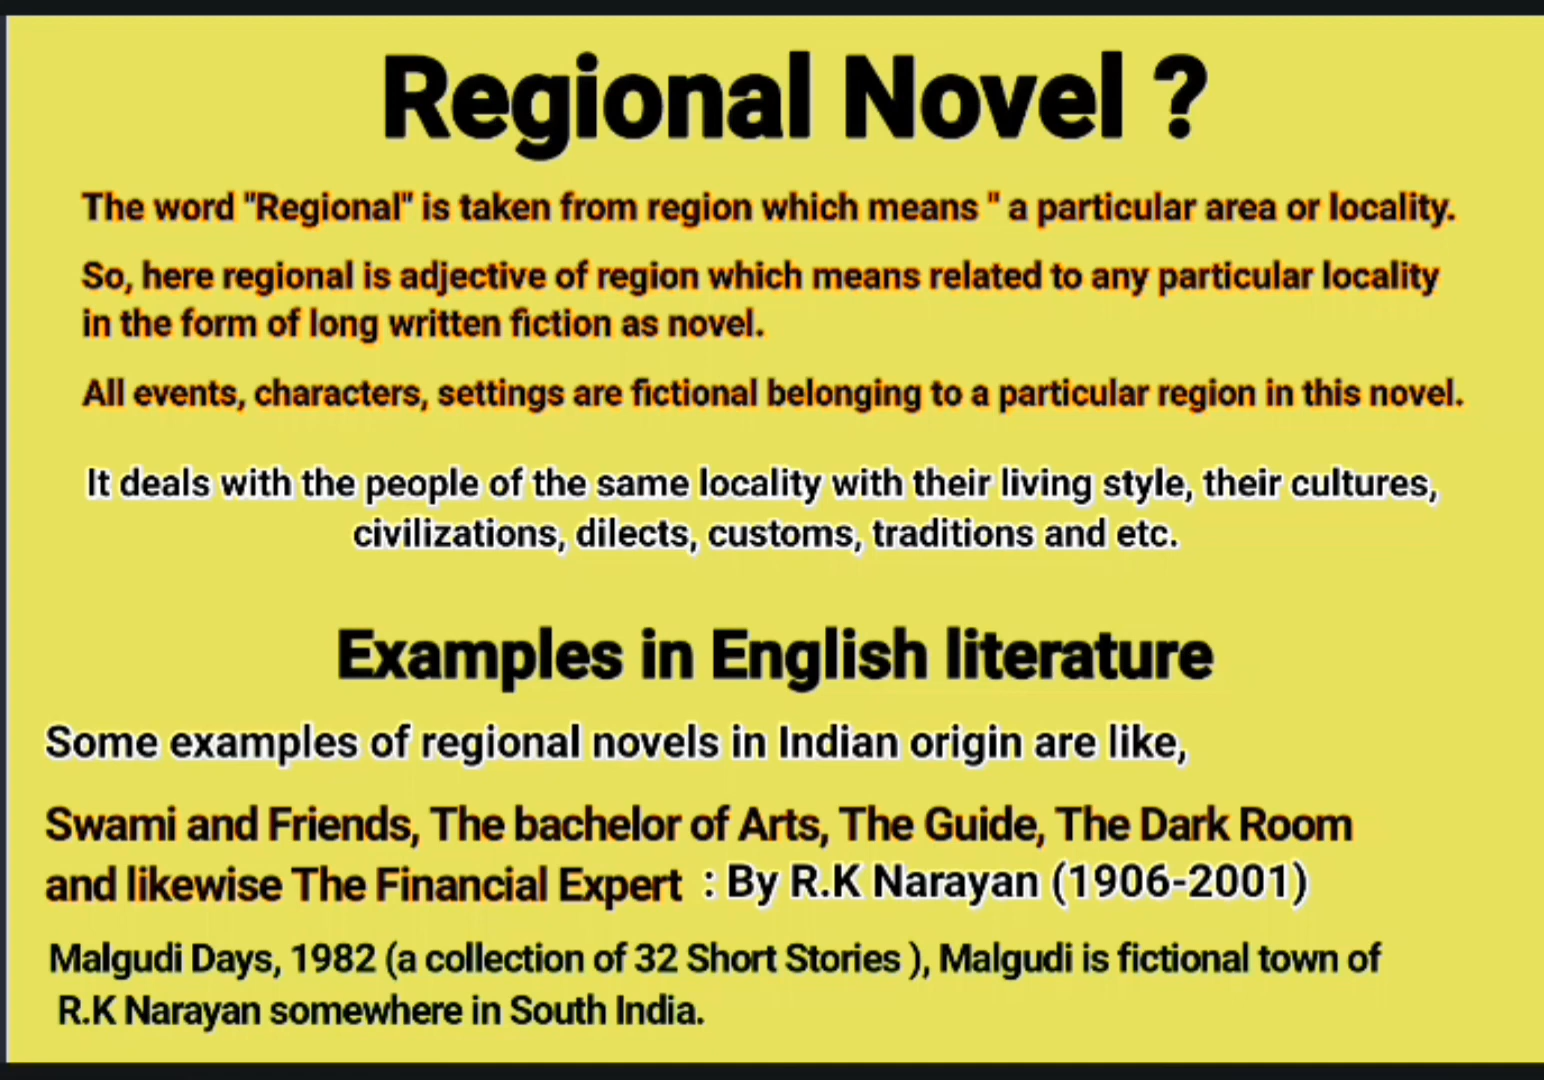 Regional Novel ?
The word "Regional" is taken from region which means " a particular area or locality.
So, here regional is adjective of region which means related to any particular locality
in the form of long written fiction as novel.
All events, characters, settings are fictional belonging to a particular region in this novel.
It deals with the people of the same locality with their living style, their cultures,
civilizations, dilects, customs, traditions and etc.
Examples in English literature
Some examples of regional novels in Indian origin are like,
Swami and Friends, The bachelor of Arts, The Guide, The Dark Room
and likewise The Financial Expert : By R.K Narayan (1906-2001)
Malgudi Days, 1982 (a collection of 32 Short Stories ), Malgudi is fictional town of
R.K Narayan somewhere in South India.